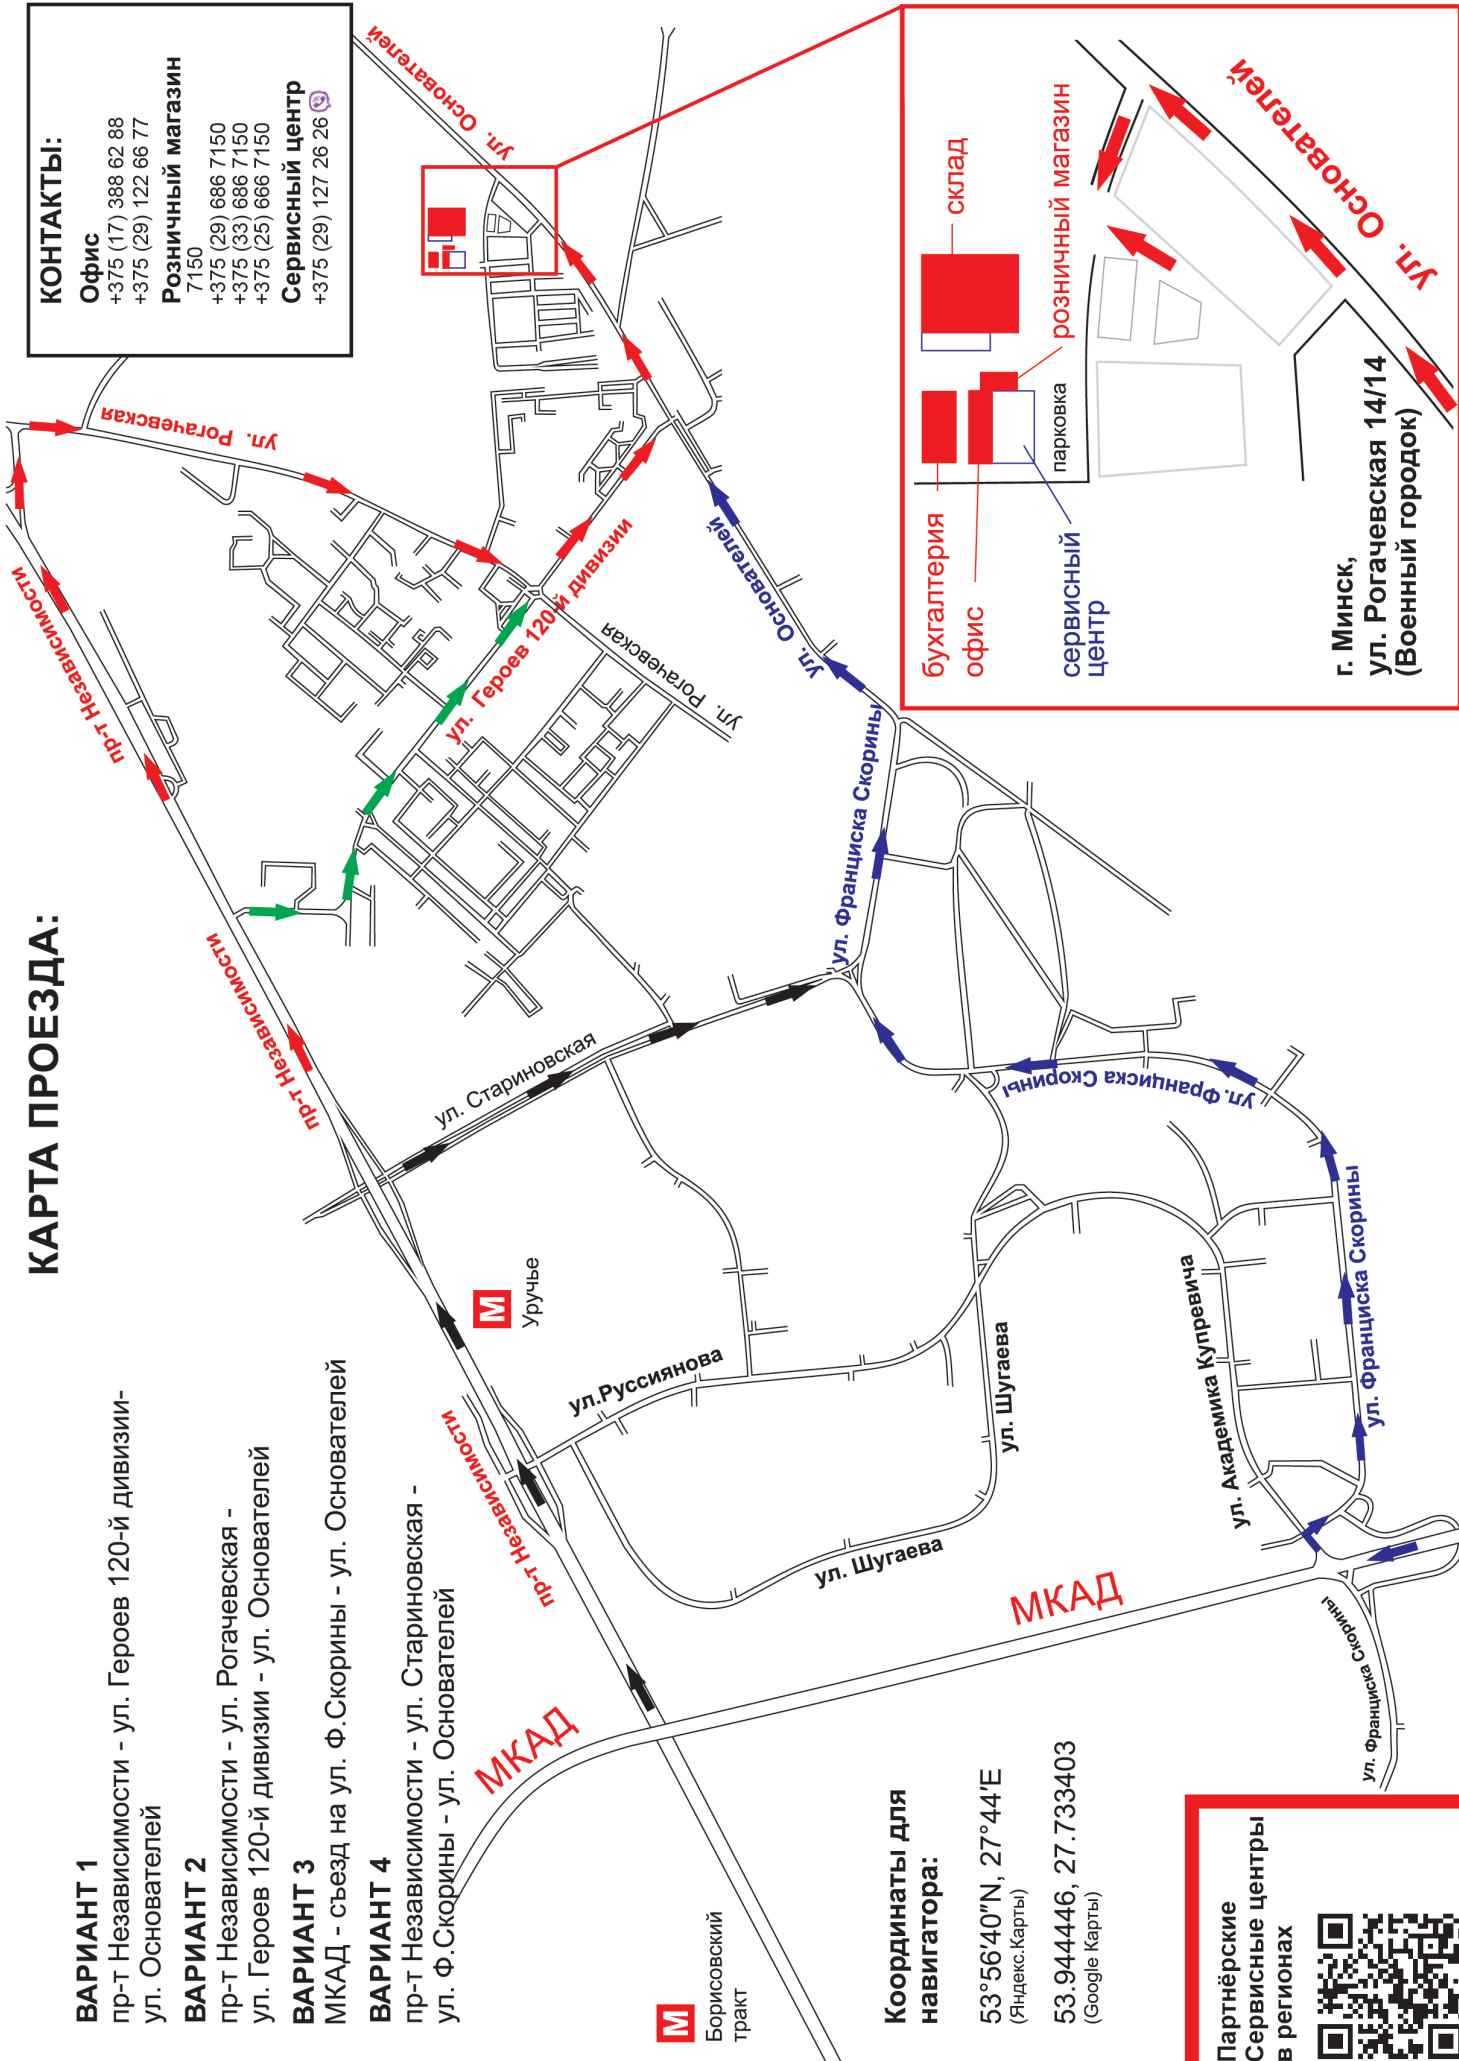 КАРТА ПРОЕЗДА:
ВАРИАНТ 1
пр-т Независимости - ул. Героев 120-й дивизии-
ул. Основателей
ВАРИАНТ 2
пр-т Независимости - ул. Рогачевская -
ул. Героев 120-й дивизии - ул. Основателей
ВАРИАНТ 3
МКАД - съезд на ул. Ф.Скорины - ул. Основателей
ВАРИАНТ 4
пр-т Независимости - ул. Стариновская -
ул. Ф.Скорины - ул. Основателей
КОНТАКТЫ:
Офис
+375 (17) 388 62 88
+375 (29) 122 66 77
Розничный магазин
7150
+375 (29) 686 7150
+375 (33) 686 7150
+375 (25) 666 7150
Сервисный центр
+375 (29) 127 26 26
пр-т Независимости
пр-т Независимости
пр-т Независимости
ул. Рогачевская
ул. Основателей
ул. Героев 120-й дивизии
ул. Рогачевская
ул. Основателей
ул. Стариновская
ул. Франциска Скорины
ул. Франциска Скорины
ул. Франциска Скорины
ул. Франциска Скорины
М
Уручье
ул.Руссиянова
ул. Шугаева
ул. Шугаева
ул. Академика Купревича
МКАД
МКАД
М
Борисовский
тракт
Координаты для
навигатора:
53°56′40″N, 27°44′E
(Яндекс.Карты)
53.944446, 27.733403
(Google Карты)
Партнёрские
Сервисные центры
в регионах
бухгалтерия
офис
сервисный
центр
парковка
склад
розничный магазин
ул. Основателей
г. Минск,
ул. Рогачевская 14/14
(Военный городок)